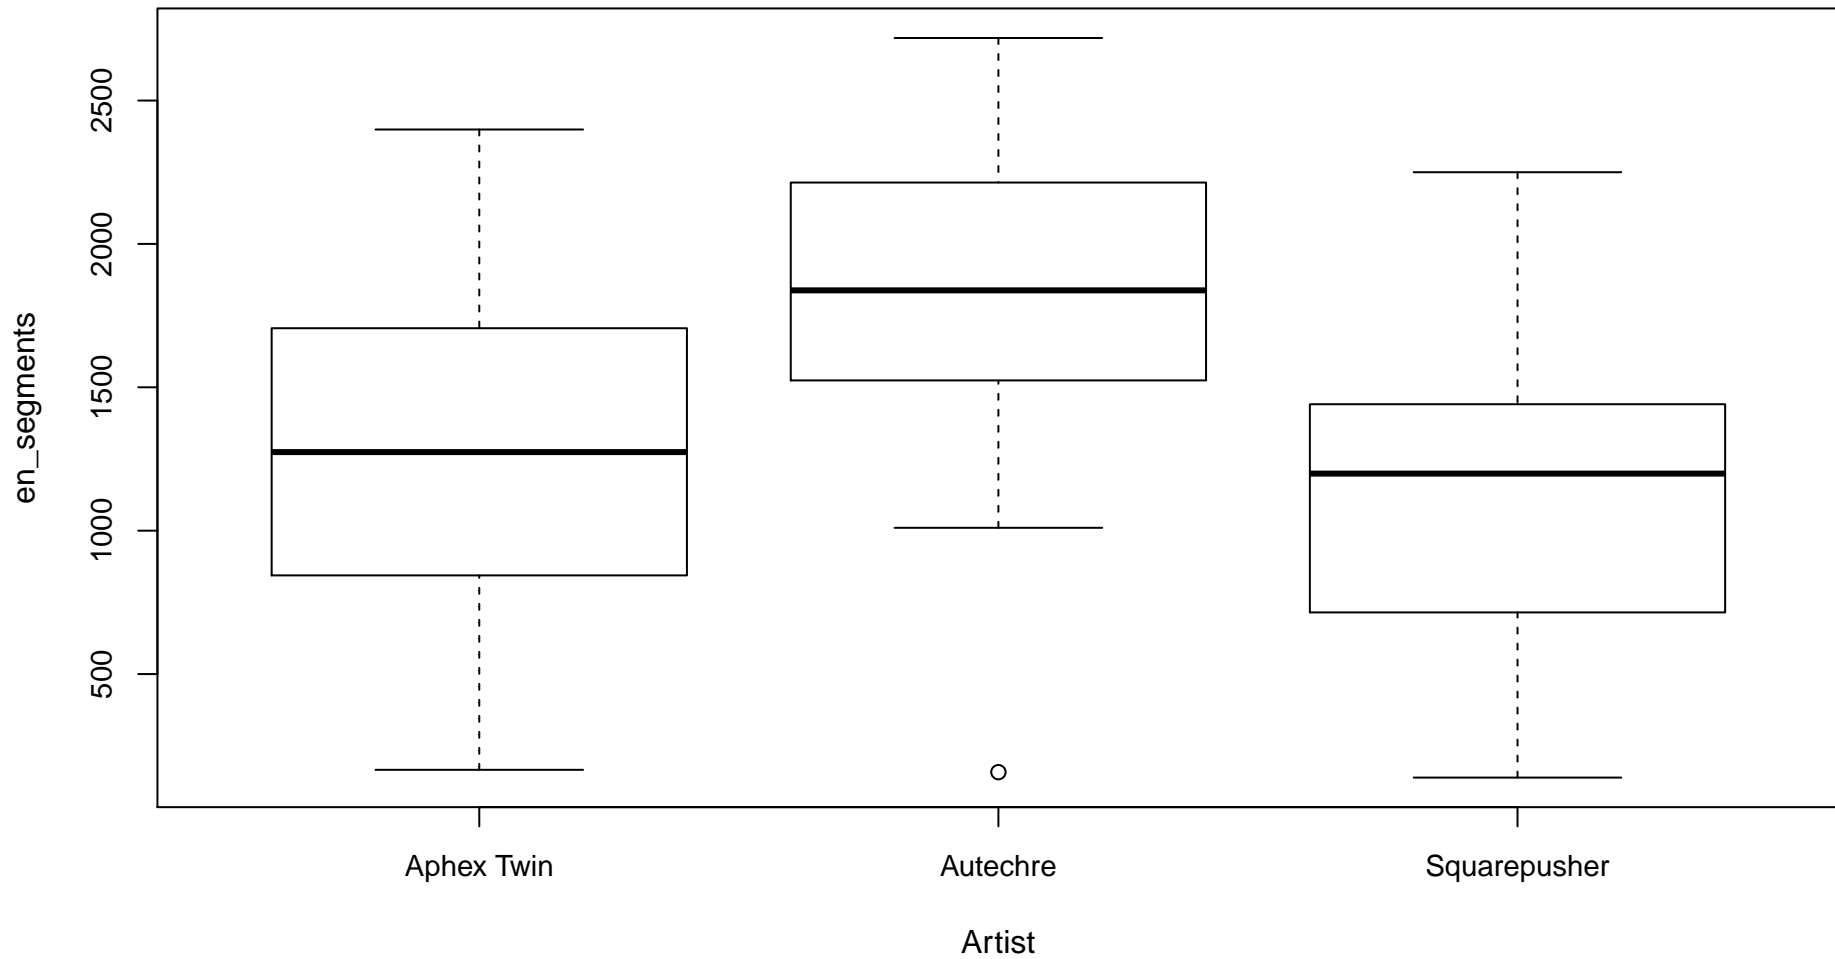 en_segments
2500
2000
1500
1000
500
Aphex Twin
Autechre
Squarepusher
Artist